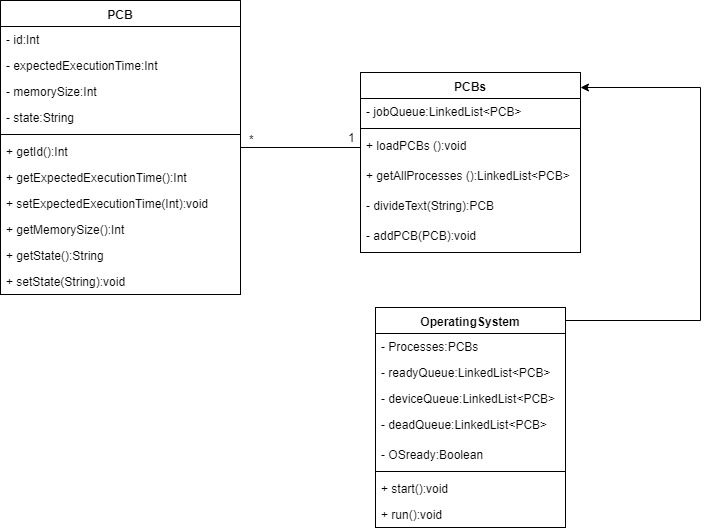 PCB
- id:Int
- expectedExecutionTime:Int
- memorySize:Int
- state:String
+ getId():Int
+ getExpectedExecutionTime():Int
+ setExpectedExecutionTime(Int):void
+ getMemorySize():Int
+ getState():String
+ setState(String):void
*
1
PCBs
- jobQueue:LinkedList<PCB>
+ loadPCBs ():void
+ getAllProcesses ():LinkedList<PCB>
- divideText(String):PCB
- addPCB(PCB):void
OperatingSystem
- Processes:PCBs
- readyQueue:LinkedList<PCB>
- deviceQueue:LinkedList<PCB>
- deadQueue:LinkedList<PCB>
- OSready:Boolean
+ start():void
+ run():void